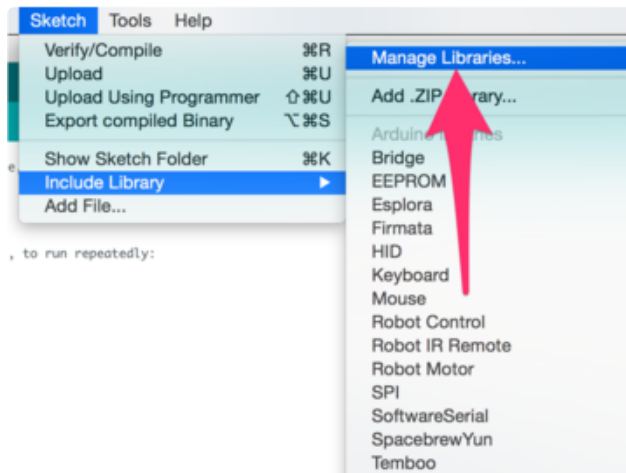 Sketch Tools Help
Verify/Compile ⌘R
Upload ⌘U
Upload Using Programmer ⇧⌘U
Export compiled Binary ⌥⌘S
Show Sketch Folder ⌘K
Include Library ▶
Add File...
e
, to run repeatedly:
Manage Libraries...
Add .ZIP
Arduino
Bridge
EEPROM
Esplora
Firmata
HID
Keyboard
Mouse
Robot Control
Robot IR Remote
Robot Motor
SPI
SoftwareSerial
SpacebrewYun
Temboo